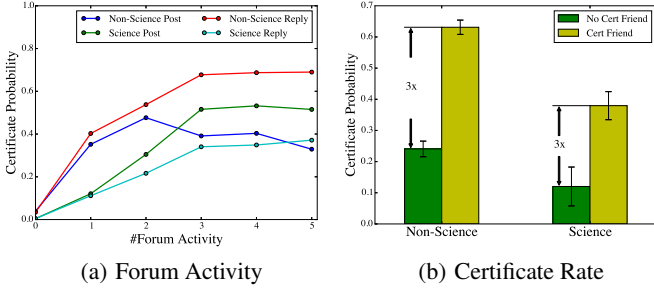 Non-Science Post
Science Post
Non-Science Reply
Science Reply
Certificate Probability
1.0
0.8
0.6
0.4
0.2
0.0
0 1 2 3 4 5
#Forum Activity
(a) Forum Activity
No Cert Friend
Cert Friend
Certificate Probability
0.7
0.6
0.5
0.4
0.3
0.2
0.1
0.0
3x
3x
Non-Science Science
(b) Certificate Rate